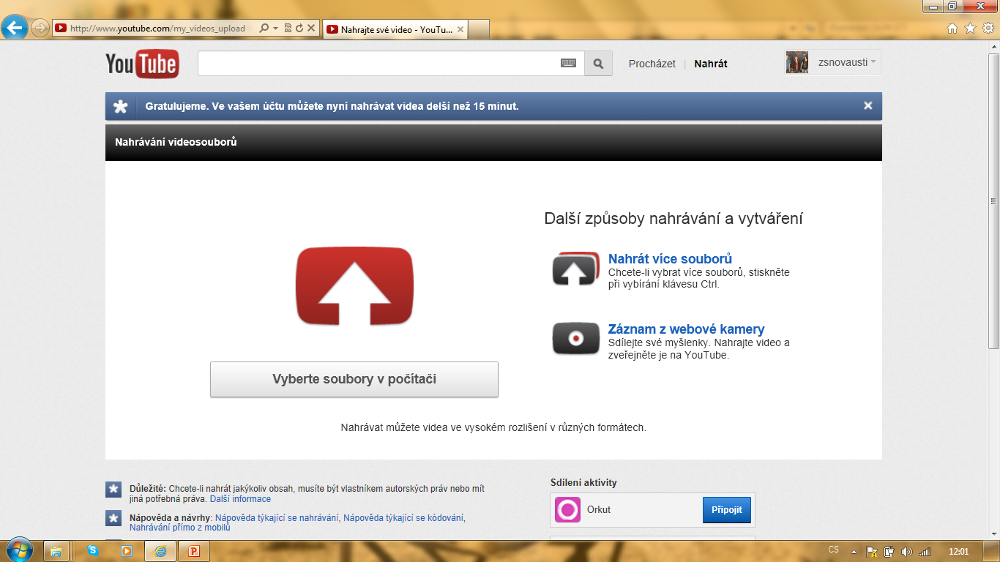 http://www.youtube.com/my_videos_upload
Nahrajte své video - YouTu...
YouTube
Procházet | Nahrát
zsnovausti
Gratulujeme. Ve vašem účtu můžete nyní nahrávat videa delší než 15 minut.
Nahrávání videosouborů
Vyberte soubory v počítači
Další způsoby nahrávání a vytváření
Nahrát více souborů
Chcete-li vybrat více souborů, stiskněte
při vybírání klávesu Ctrl.
Záznam z webové kamery
Sdílejte své myšlenky. Nahrajte video a
zveřejněte je na YouTube.
Nahrávat můžete videa ve vysokém rozlišení v různých formátech.
Důležité: Chcete-li nahrát jakýkoliv obsah, musíte být vlastníkem autorských práv nebo mít
jiná potřebná práva. Další informace
Nápověda a návrhy: Nápověda týkající se nahrávání, Nápověda týkající se kódování,
Nahrávání přímo z mobilů
Sdílení aktivity
Orkut
Připojit
CS
12:01